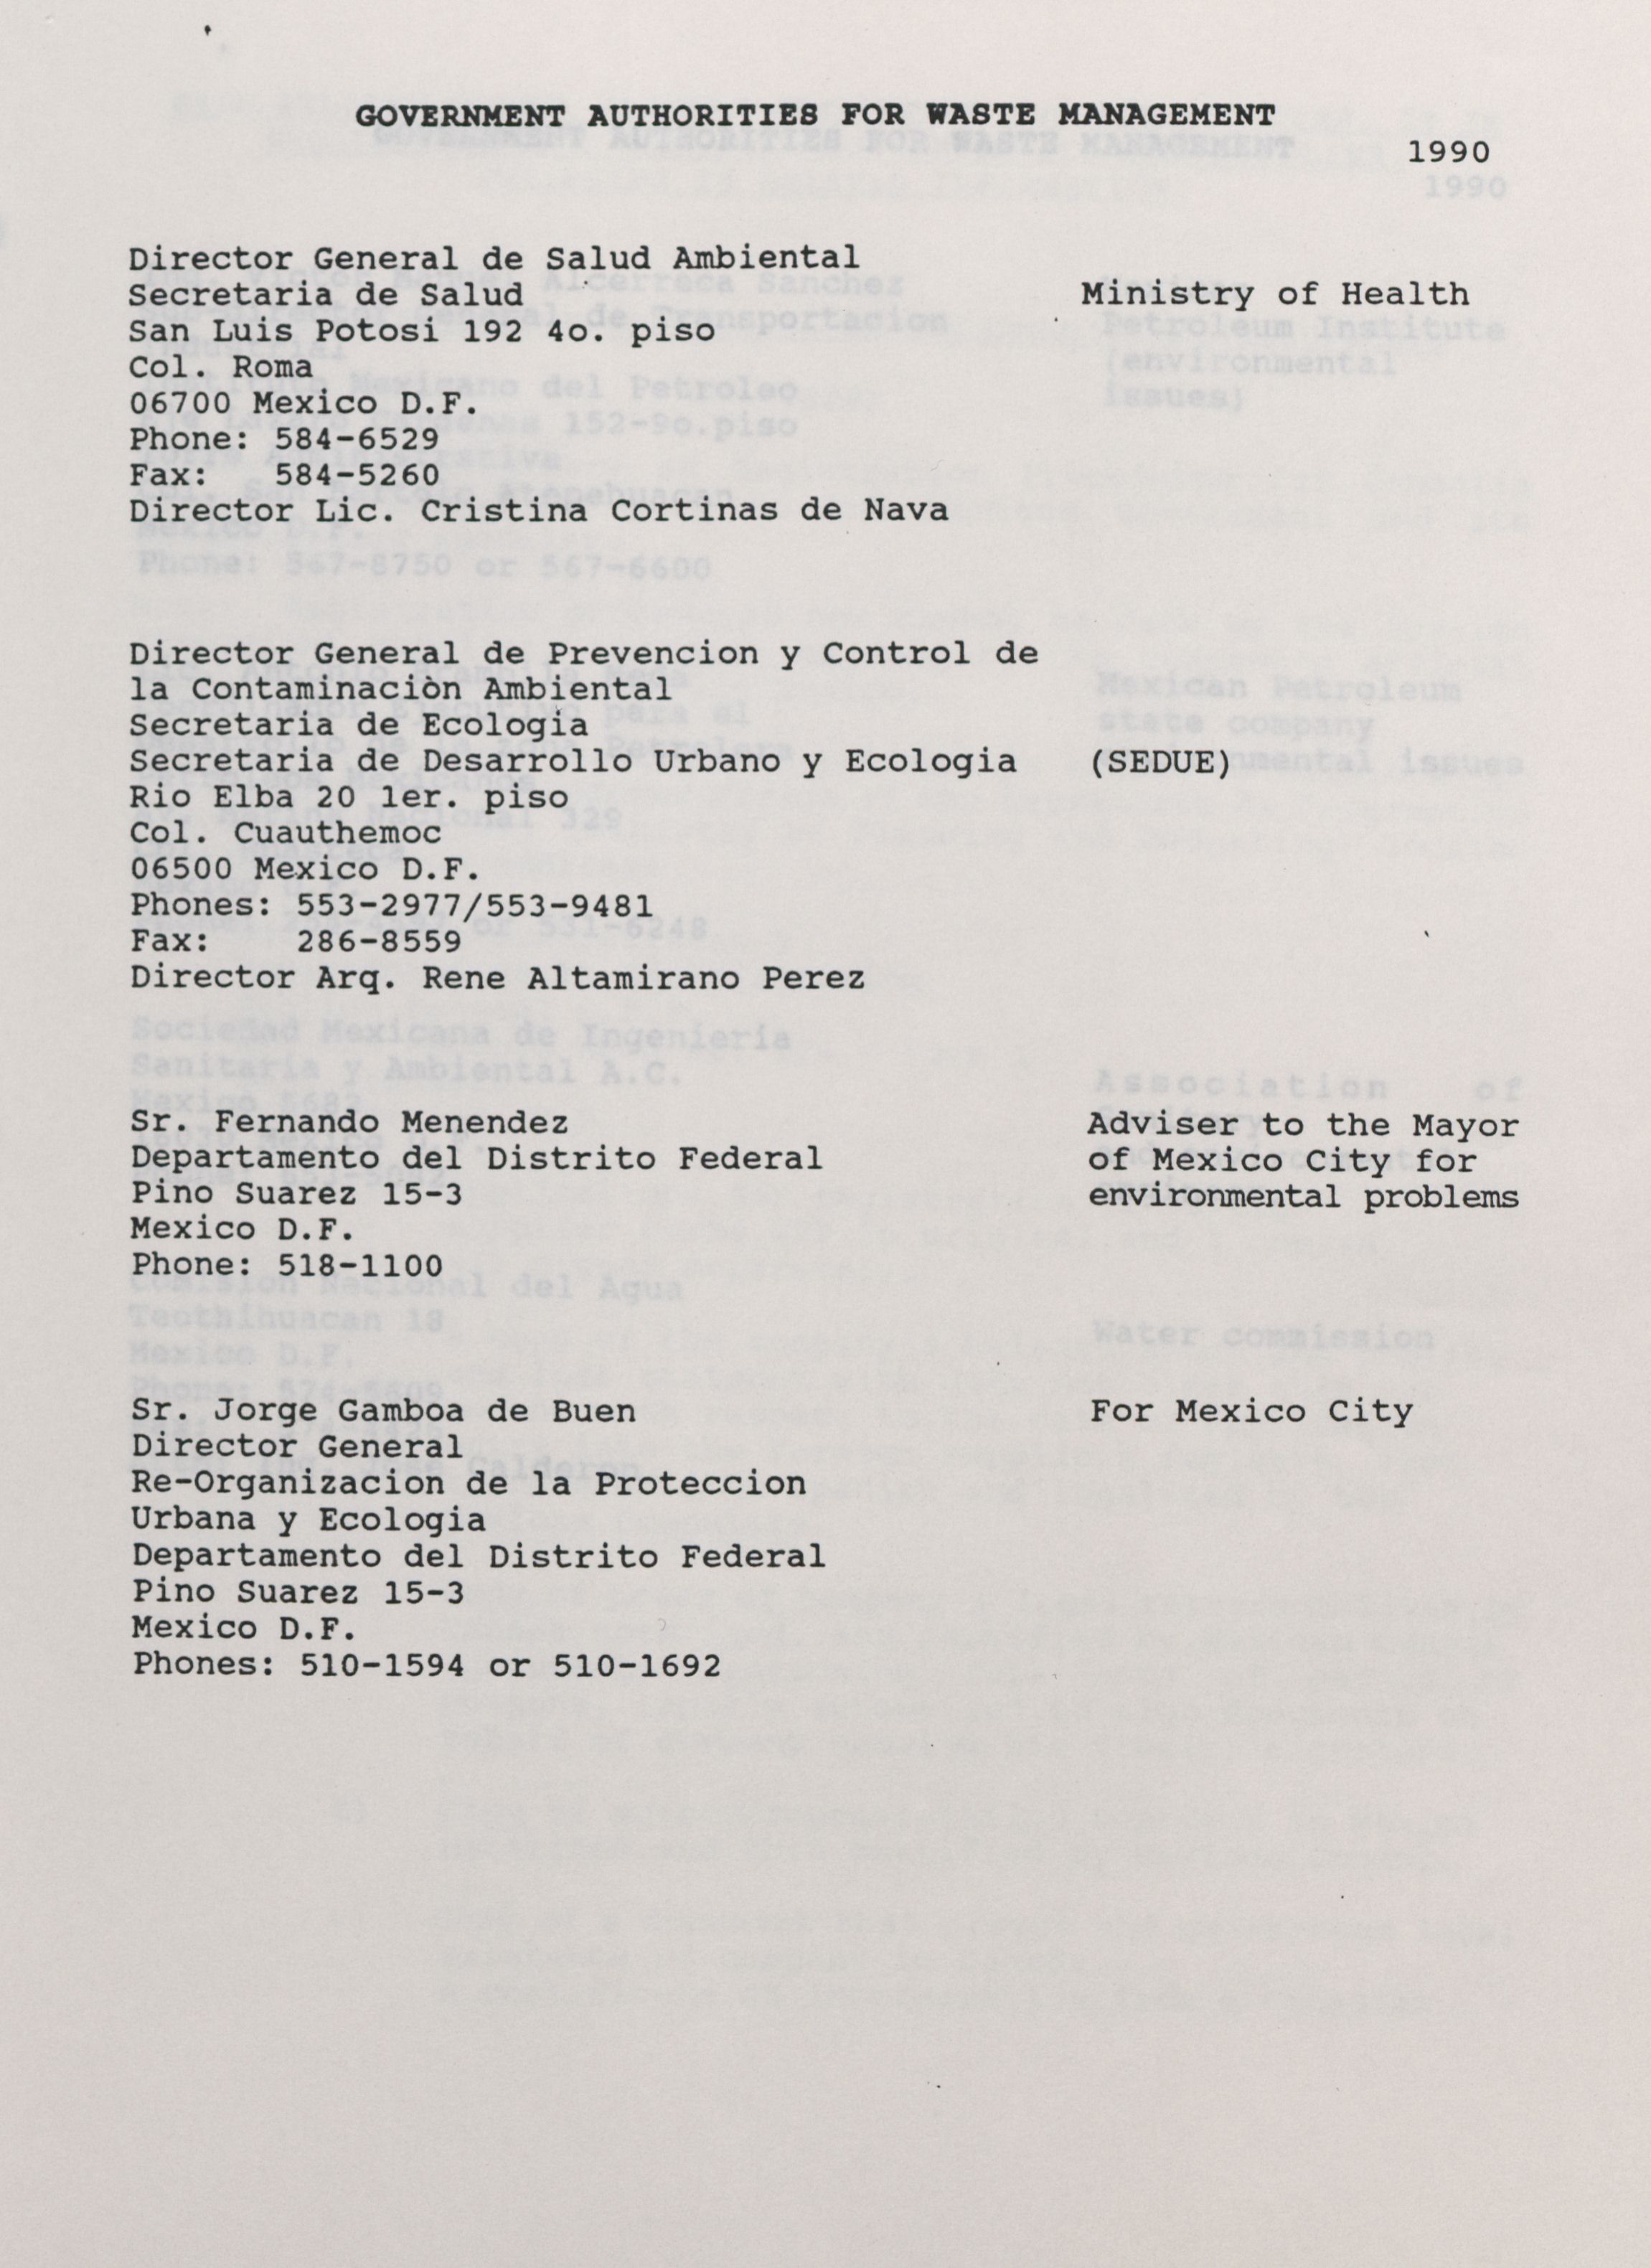 GOVERNMENT AUTHORITIES FOR WASTE MANAGEMENT
1990
Director General de Salud Ambiental
Secretaria de Salud
Ministry of Health
San Luis Potosi 192 4o. piso
Col. Roma
06700 Mexico D.F.
Phone: 584-6529
Fax: 584-5260
Director Lic. Cristina Cortinas de Nava
Director General de Prevencion y Control de
la Contaminaciòn Ambiental
Secretaria de Ecologia
Secretaria de Desarrollo Urbano y Ecologia
(SEDUE)
Rio Elba 20 1er. piso
Col. Cuauthemoc
06500 Mexico D.F.
Phones: 553-2977/553-9481
Fax: 286-8559
Director Arq. Rene Altamirano Perez
Sr. Fernando Menendez
Departamento del Distrito Federal
Pino Suarez 15-3
Mexico D.F.
Phone: 518-1100
Adviser to the Mayor
of Mexico City for
environmental problems
Sr. Jorge Gamboa de Buen
For Mexico City
Director General
Re-Organizacion de la Proteccion
Urbana y Ecologia
Departamento del Distrito Federal
Pino Suarez 15-3
Mexico D.F.
Phones: 510-1594 or 510-1692